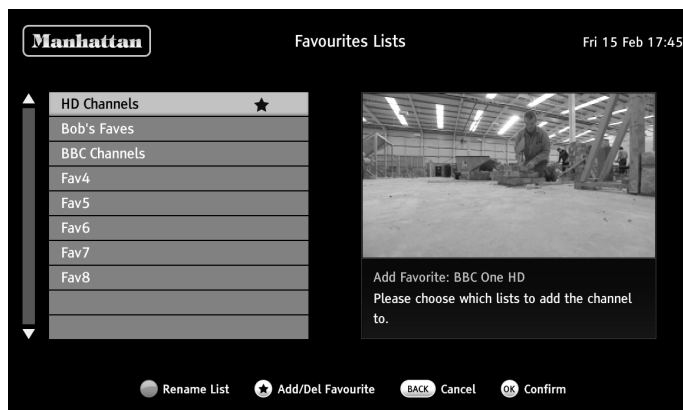 Manhattan
Favourites Lists
Fri 15 Feb 17:45
HD Channels
Bob's Faves
BBC Channels
Fav4
Fav5
Fav6
Fav7
Fav8
Add Favorite: BBC One HD
Please choose which lists to add the channel
to.
Rename List Add/Del Favourite BACK Cancel OK Confirm